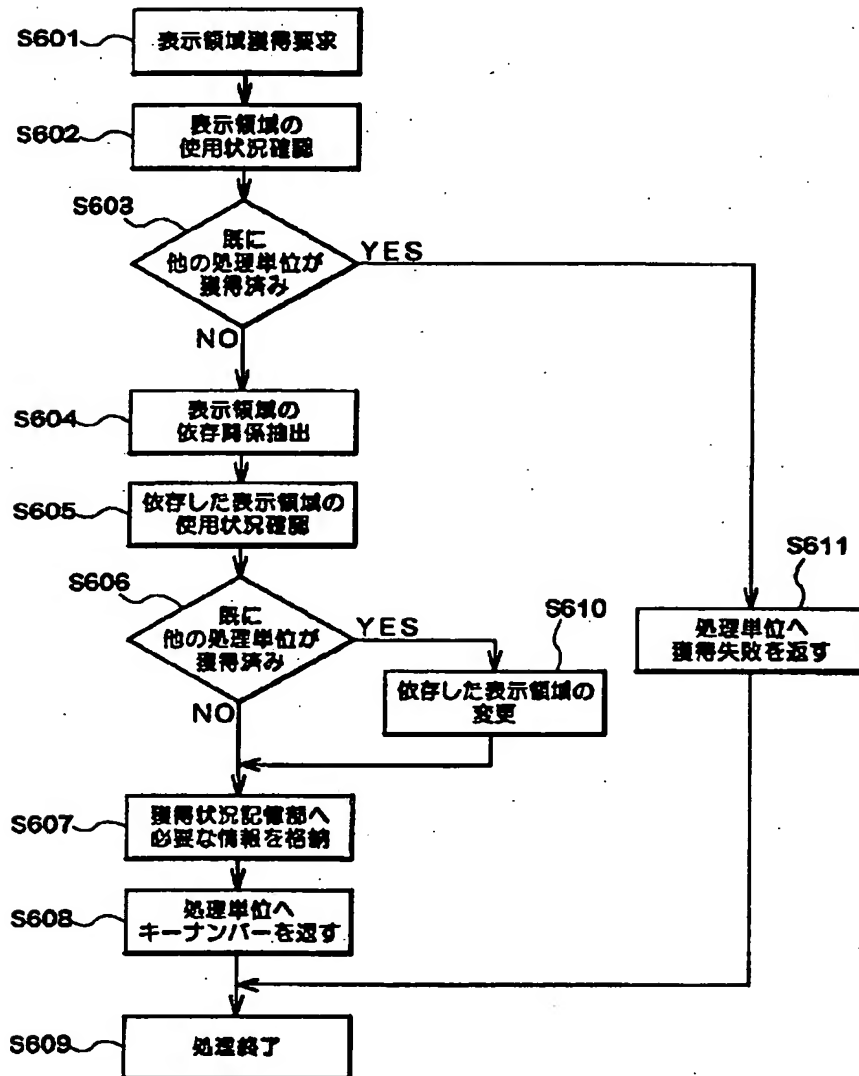 S601
表示領域獲得要求
S602
表示領域の
使用状況確認
S603
既に
他の処理単位が
獲得済み
YES
NO
S604
表示領域の
依存関係抽出
S605
依存した表示領域の
使用状況確認
S606
既に
他の処理単位が
獲得済み
YES
NO
S610
依存した表示領域の
変更
S611
処理単位へ
獲得失敗を返す
S607
獲得状況記憶部へ
必要な情報を格納
S608
処理単位へ
キーナンバーを返す
S609
処理終了